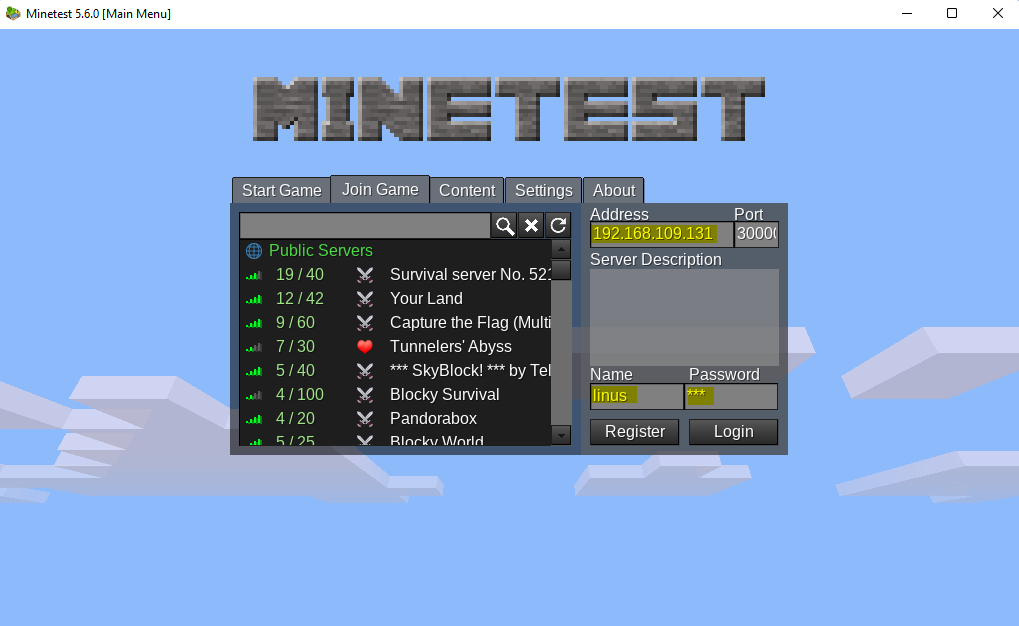 Minetest 5.6.0 [Main Menu]
MINETEST
Start Game
Join Game
Content
Settings
About
Public Servers
19 / 40 Survival server No. 521
12 / 42 Your Land
9 / 60 Capture the Flag (Multi
7 / 30 Tunnelers' Abyss
5 / 40 *** SkyBlock! *** by Tel
4 / 100 Blocky Survival
4 / 20 Pandorabox
5 / 25 Blocky World
Address Port
192.168.109.131 30000
Server Description
Name Password
linus ***
Register Login